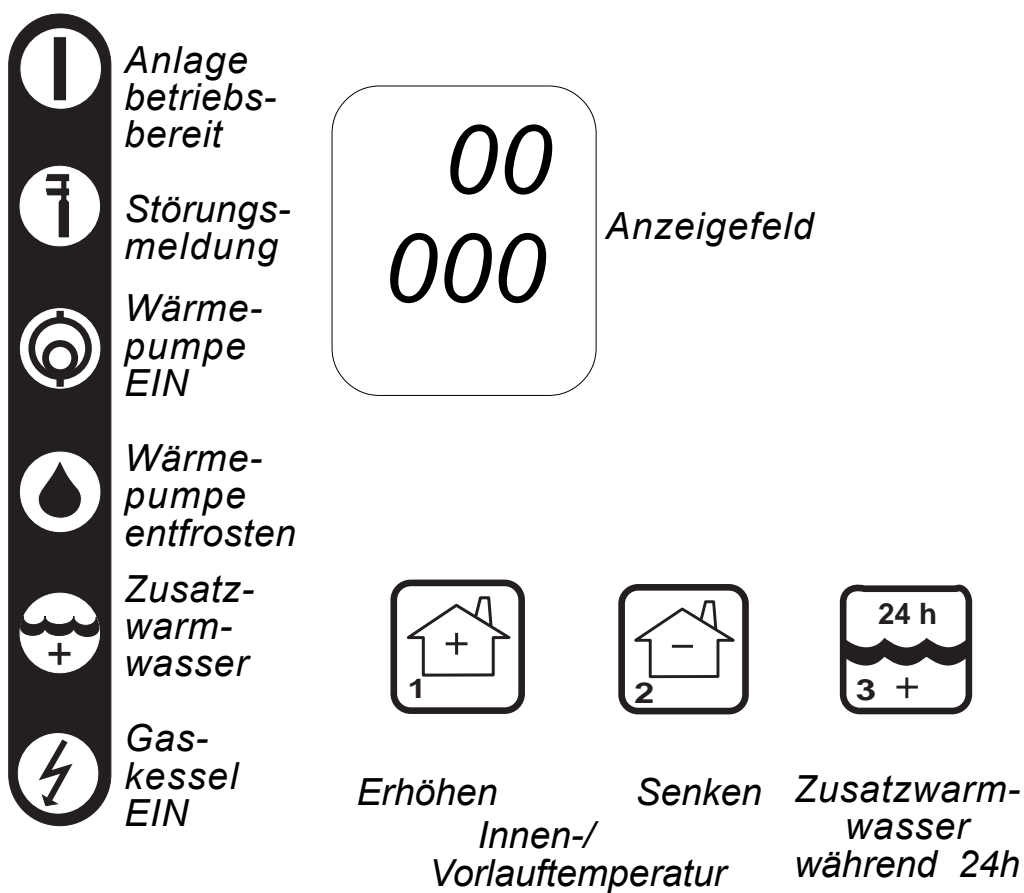 Anlage
betriebs-
bereit
Störungs-
meldung
Wärme-
pumpe
EIN
Wärme-
pumpe
entfrosten
Zusatz-
warm-
wasser
+
Gas-
kessel
EIN
00
000
Anzeigefeld
+
1
−
2
24 h
3 +
Erhöhen
Senken
Innen-/
Vorlauftemperatur
Zusatzwarm-
wasser
während 24h